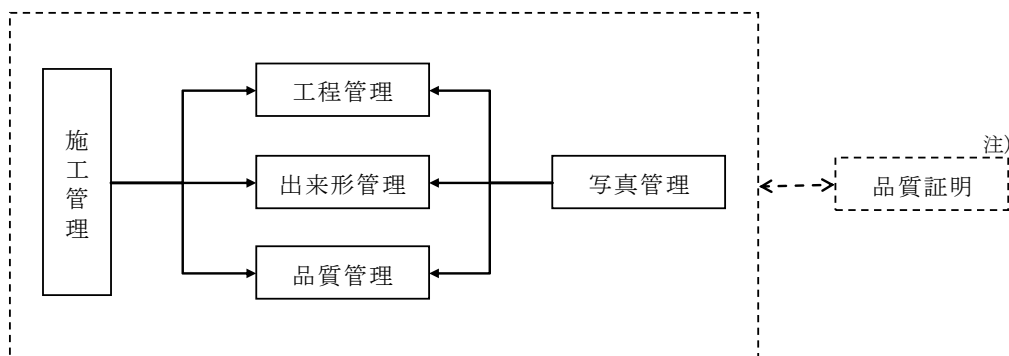 施工管理
工程管理
出来形管理
品質管理
写真管理
注)
品質証明